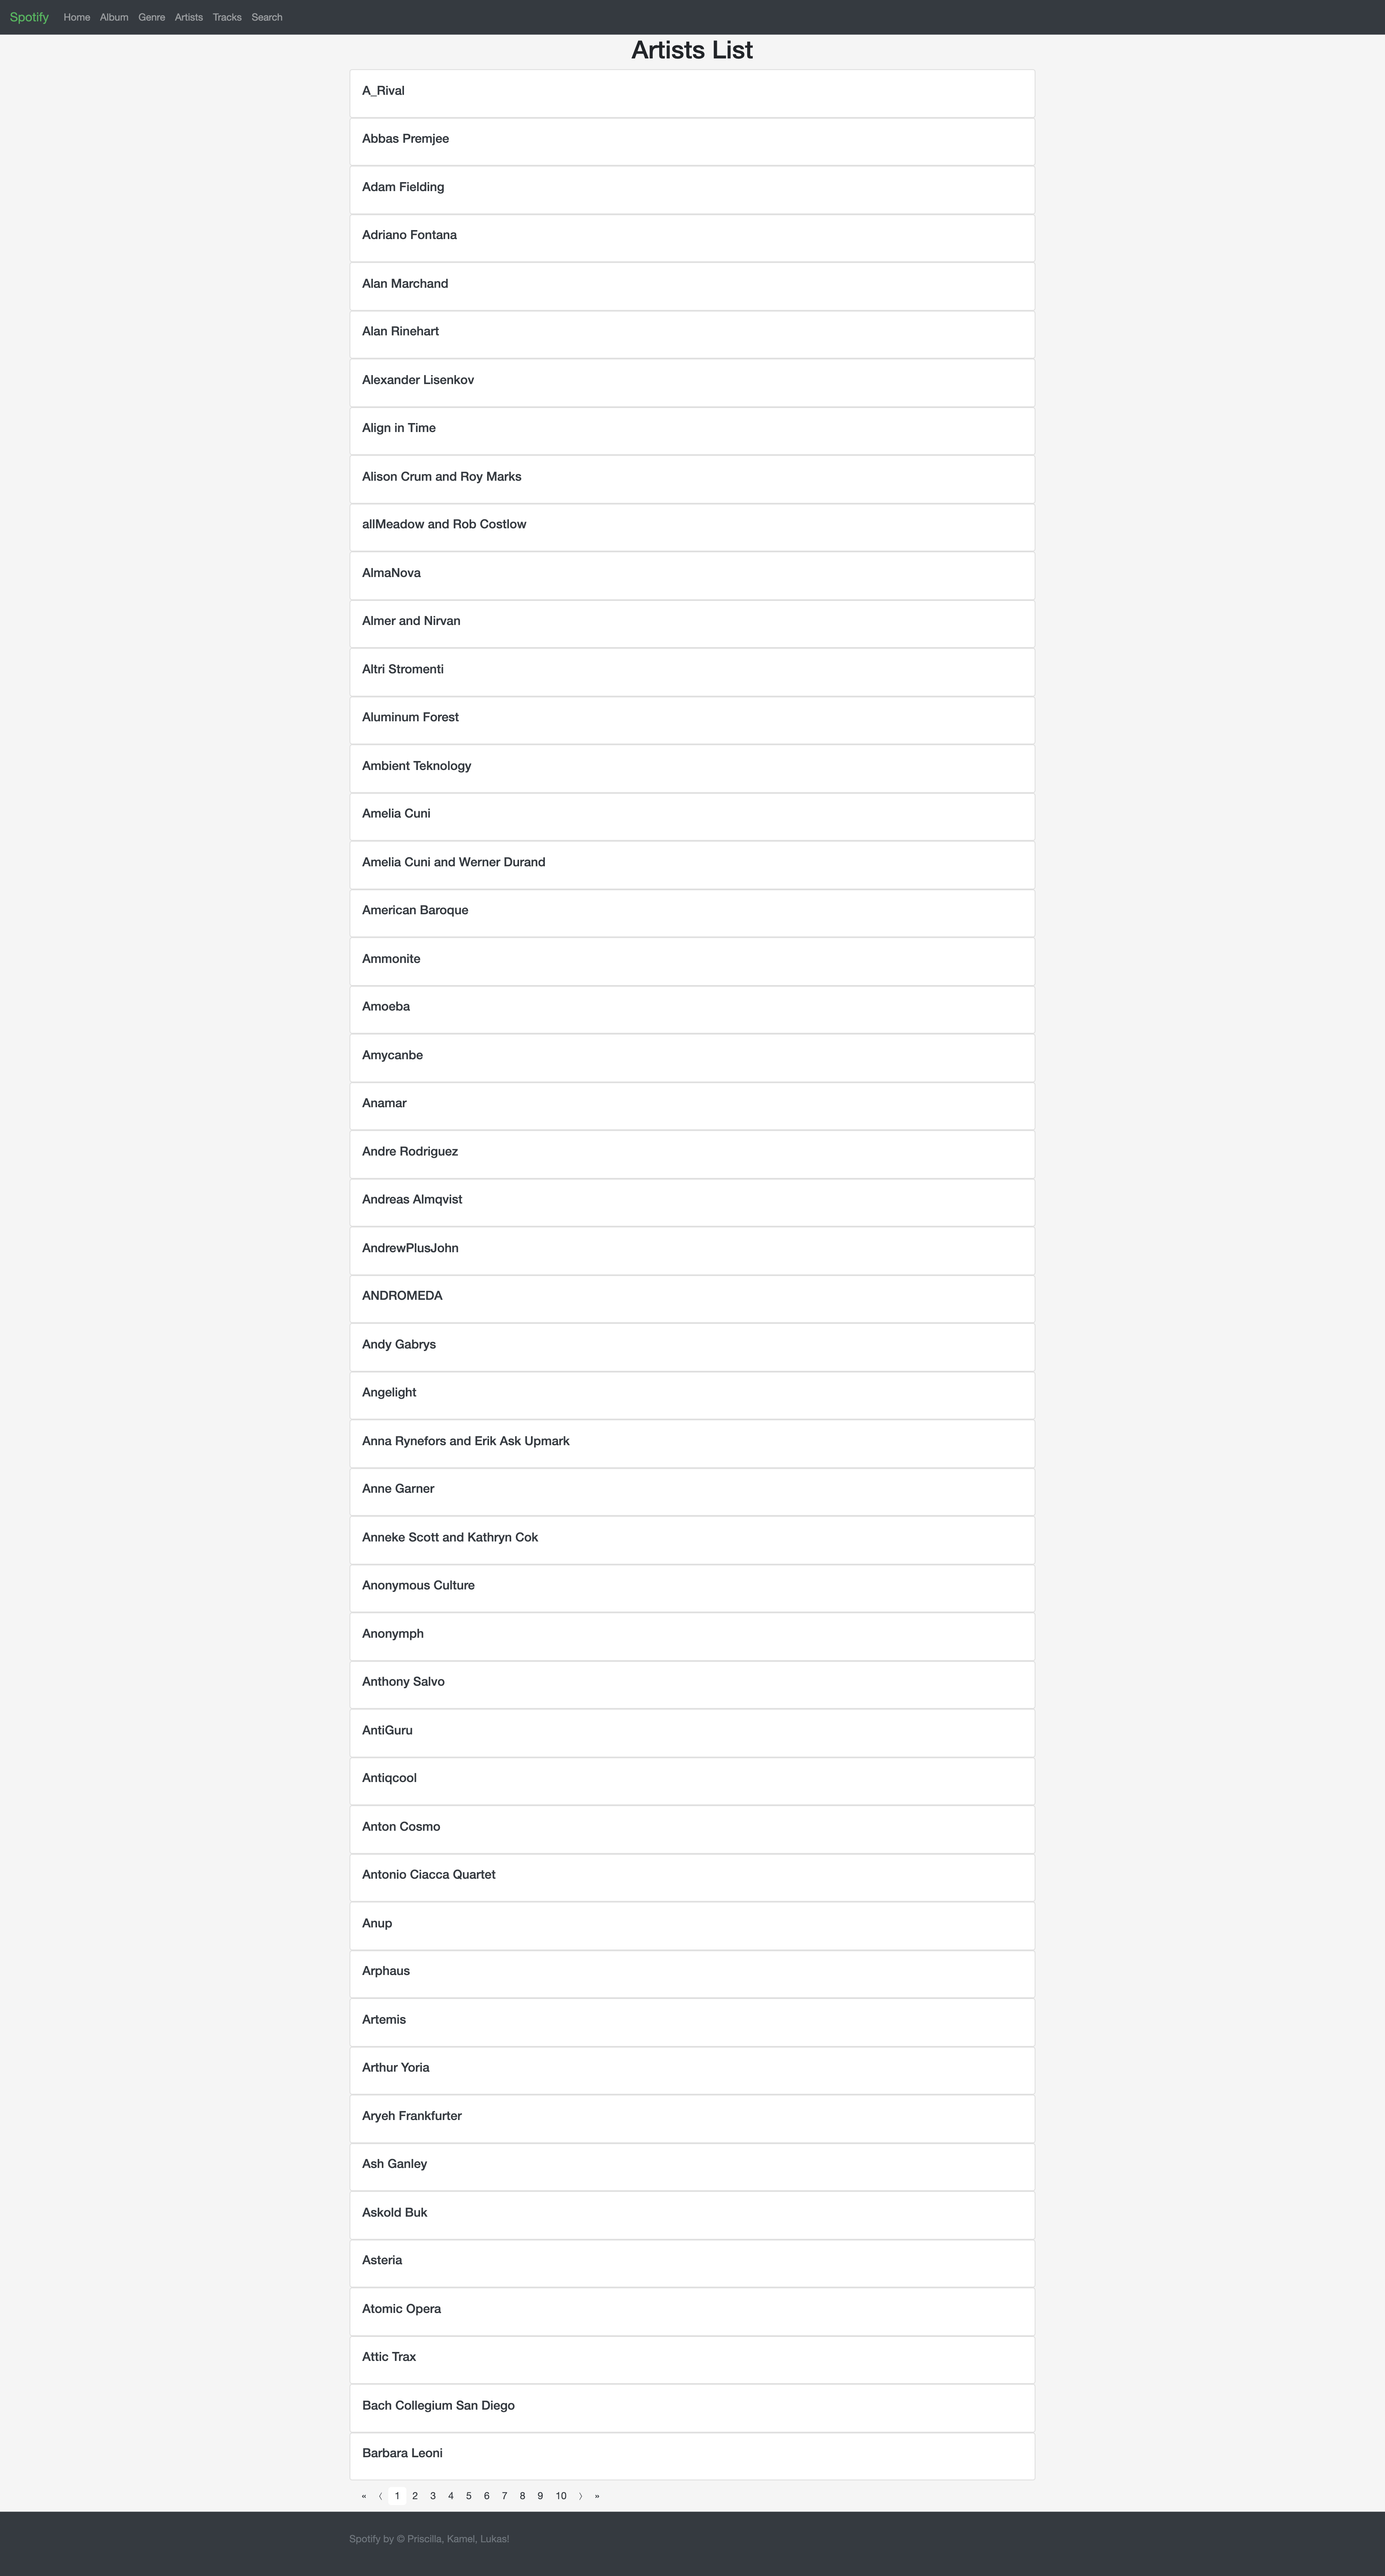 Spotify Home Album Genre Artists Tracks Search
Artists List
A_Rival
Abbas Premjee
Adam Fielding
Adriano Fontana
Alan Marchand
Alan Rinehart
Alexander Lisenkov
Align in Time
Alison Crum and Roy Marks
allMeadow and Rob Costlow
AlmaNova
Almer and Nirvan
Altri Stromenti
Aluminum Forest
Ambient Teknology
Amelia Cuni
Amelia Cuni and Werner Durand
American Baroque
Ammonite
Amoeba
Amycanbe
Anamar
Andre Rodriguez
Andreas Almqvist
AndrewPlusJohn
ANDROMEDA
Andy Gabrys
Angelight
Anna Rynefors and Erik Ask Upmark
Anne Garner
Anneke Scott and Kathryn Cok
Anonymous Culture
Anonymph
Anthony Salvo
AntiGuru
Antiqcool
Anton Cosmo
Antonio Ciacca Quartet
Anup
Arphaus
Artemis
Arthur Yoria
Aryeh Frankfurter
Ash Ganley
Askold Buk
Asteria
Atomic Opera
Attic Trax
Bach Collegium San Diego
Barbara Leoni
« ⟨ 1 2 3 4 5 6 7 8 9 10 ⟩ »
Spotify by © Priscilla, Kamel, Lukas!